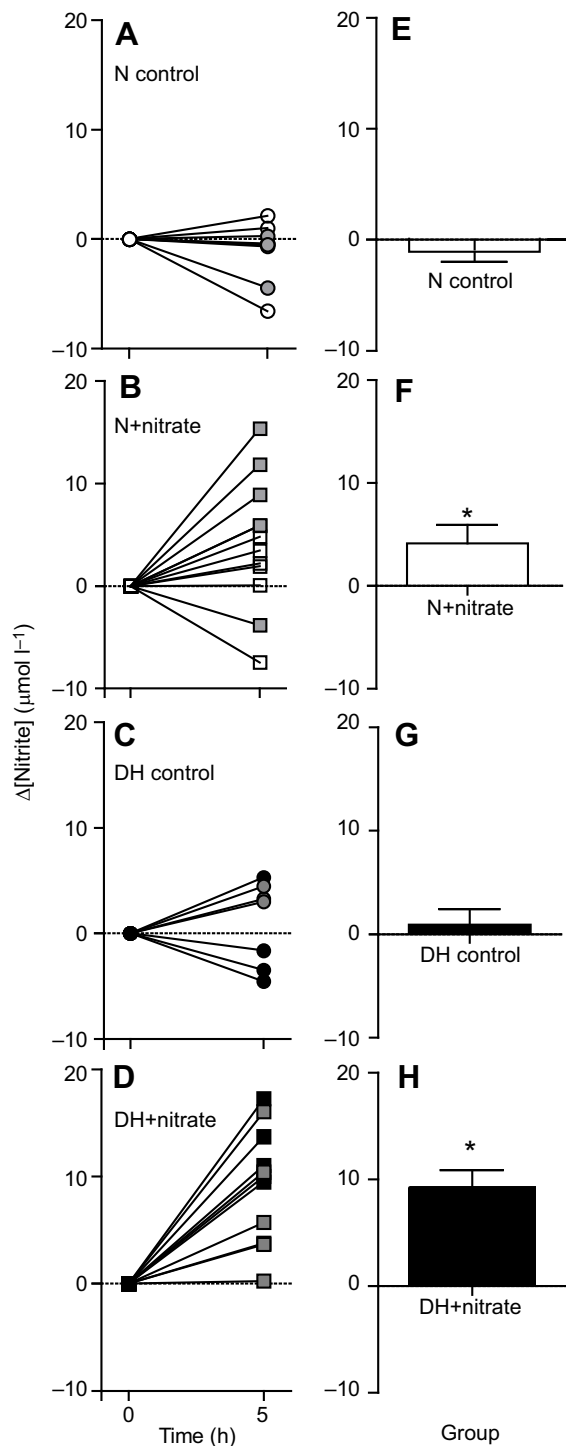 A
N control
20
10
0
–10
E
20
10
0
–10
N control
B
N+nitrate
20
10
0
–10
F
20
10
0
–10
*
N+nitrate
Δ[Nitrite] (μmol l–1)
C
DH control
20
10
0
–10
G
20
10
0
–10
DH control
D
DH+nitrate
20
10
0
–10
0
5
Time (h)
H
20
10
0
–10
*
DH+nitrate
Group